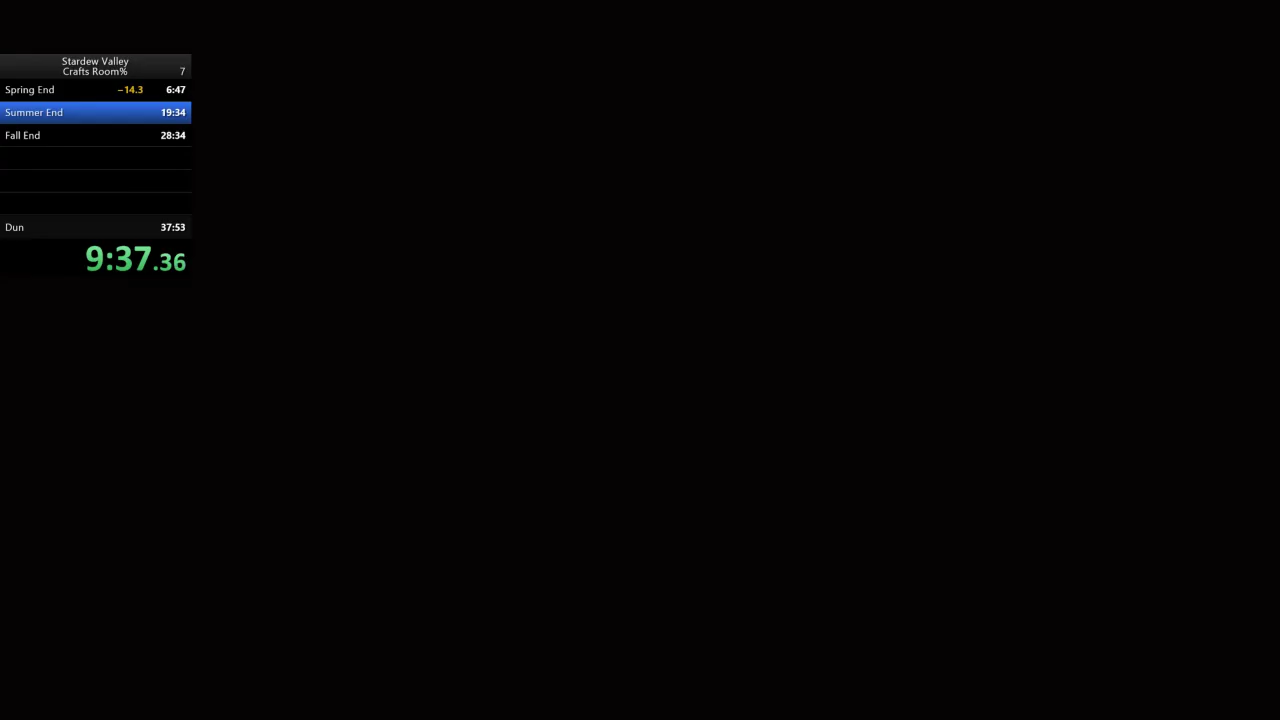 Stardew Valley
Crafts Room% 7
Spring End −14.3 6:47
Summer End 19:34
Fall End 28:34
Dun 37:53
9:37.36